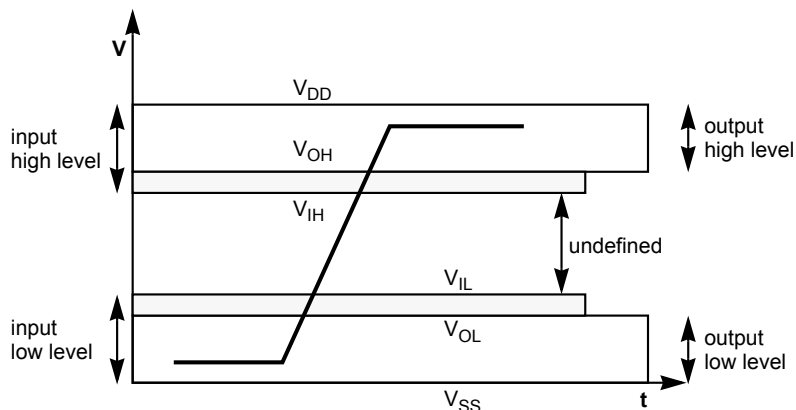 V
V_DD
input
high level
V_OH
output
high level
V_IH
undefined
V_IL
input
low level
V_OL
output
low level
V_SS
t